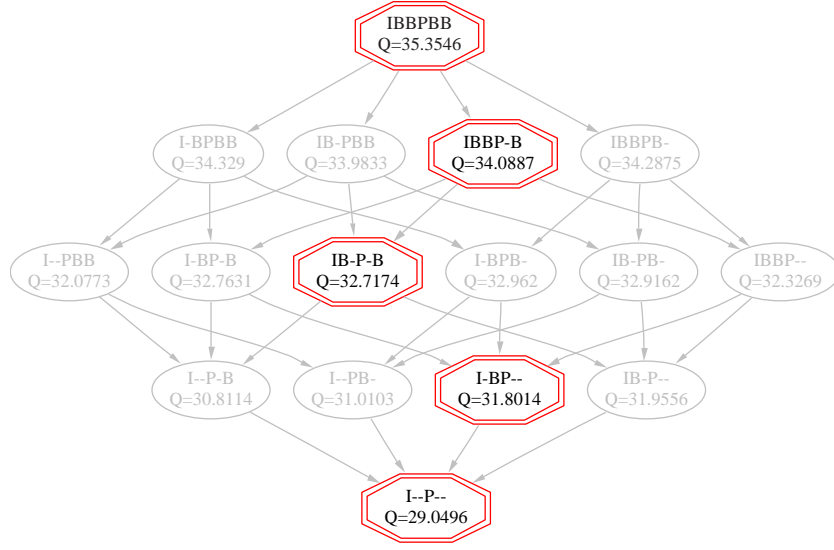 IBBPBB
Q=35.3546
I-BPBB
Q=34.329
IB-PBB
Q=33.9833
IBBP-B
Q=34.0887
IBBPB-
Q=34.2875
I--PBB
Q=32.0773
I-BP-B
Q=32.7631
IB-P-B
Q=32.7174
I-BPB-
Q=32.962
IB-PB-
Q=32.9162
IBBP--
Q=32.3269
I--P-B
Q=30.8114
I--PB-
Q=31.0103
I-BP--
Q=31.8014
IB-P--
Q=31.9556
I--P--
Q=29.0496